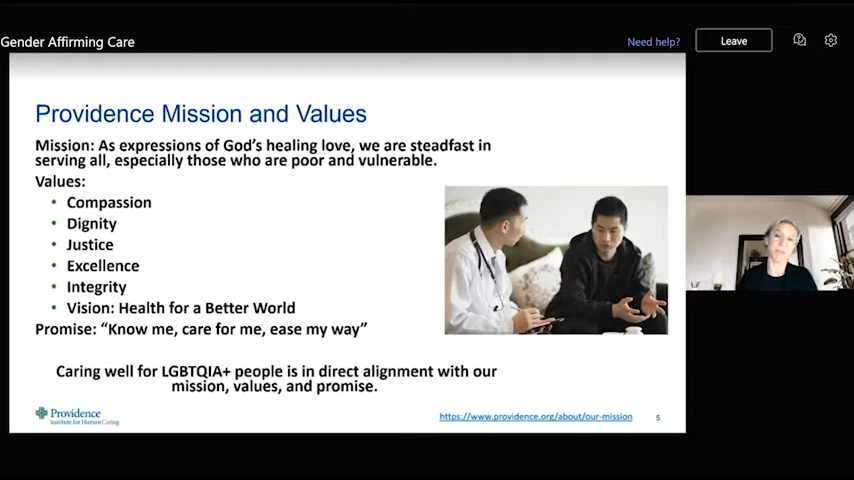 Gender Affirming Care
Need help?
Leave
Providence Mission and Values
Mission: As expressions of God's healing love, we are steadfast in
serving all, especially those who are poor and vulnerable.
Values:
• Compassion
• Dignity
• Justice
• Excellence
• Integrity
• Vision: Health for a Better World
Promise: “Know me, care for me, ease my way”
Caring well for LGBTQIA+ people is in direct alignment with our
mission, values, and promise.
Providence
Institute for Human Caring
https://www.providence.org/about/our-mission
5